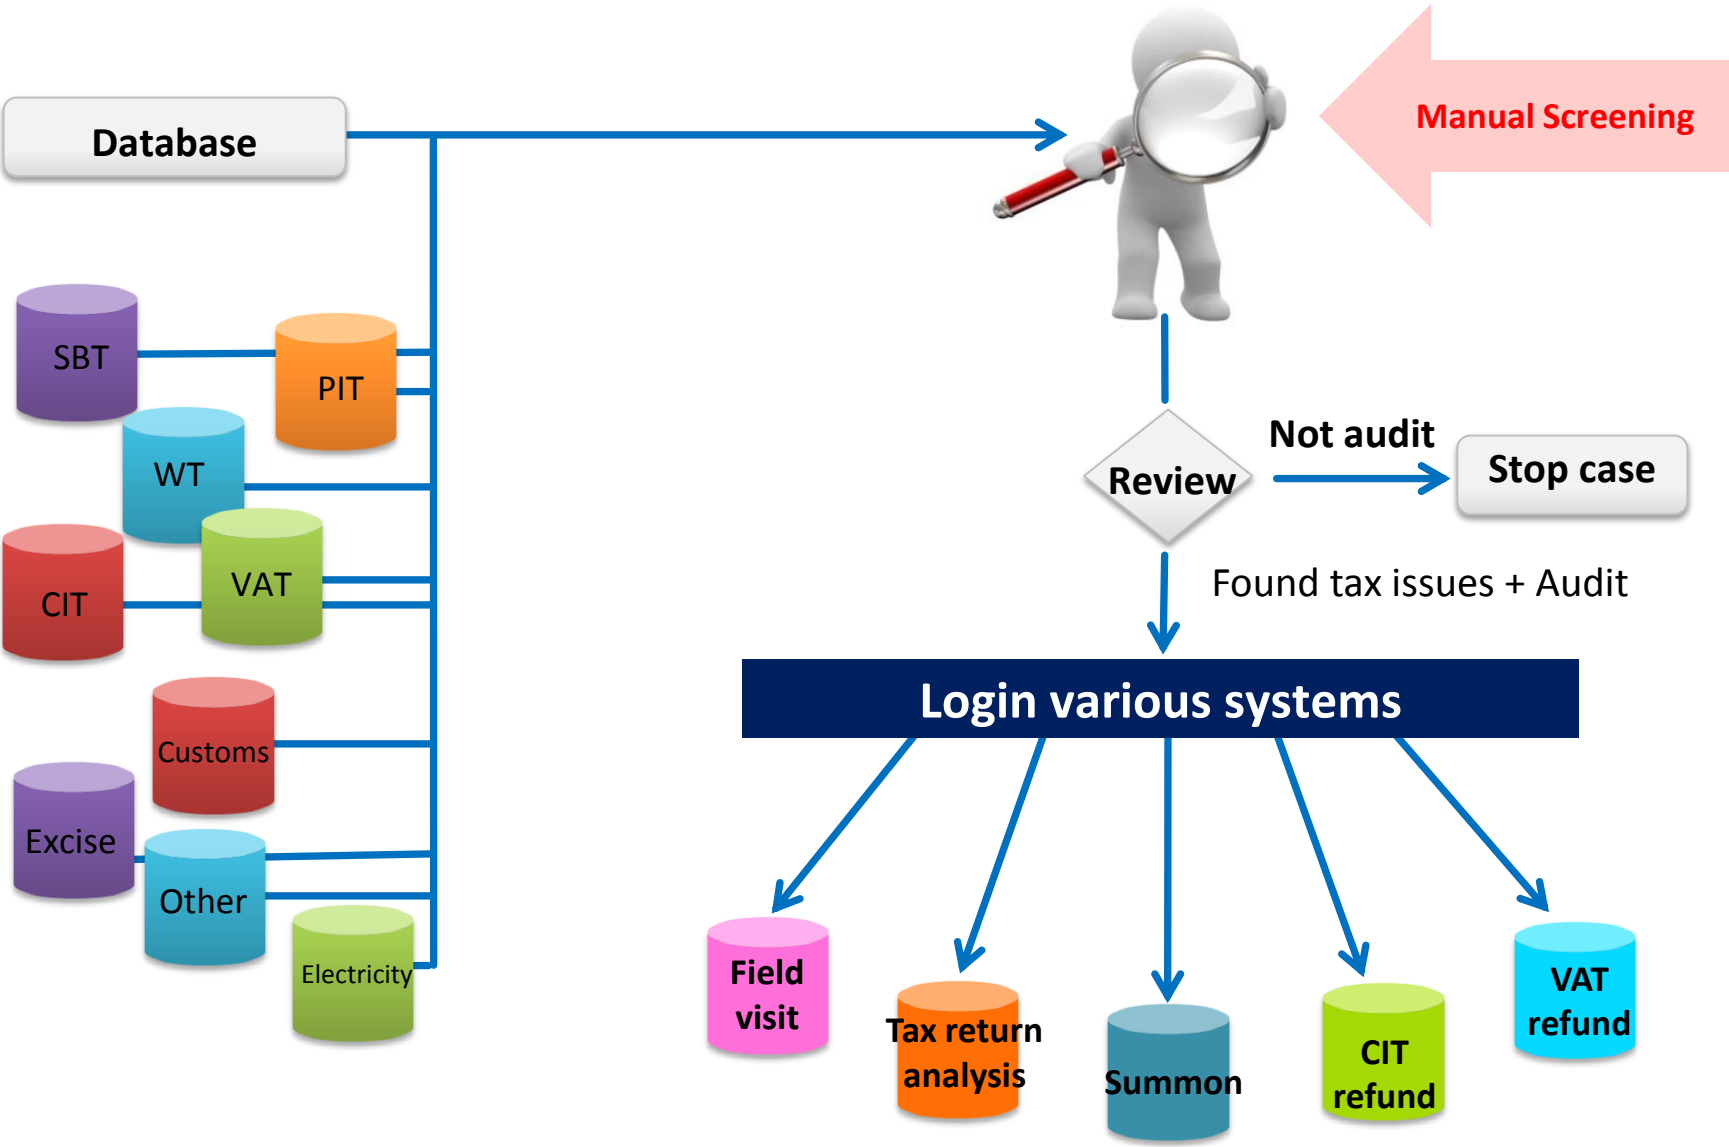 Database
Manual Screening
SBT
PIT
WT
CIT
VAT
Customs
Excise
Other
Electricity
Review
Not audit
Stop case
Found tax issues + Audit
Login various systems
Field
visit
Tax return
analysis
Summon
CIT
refund
VAT
refund